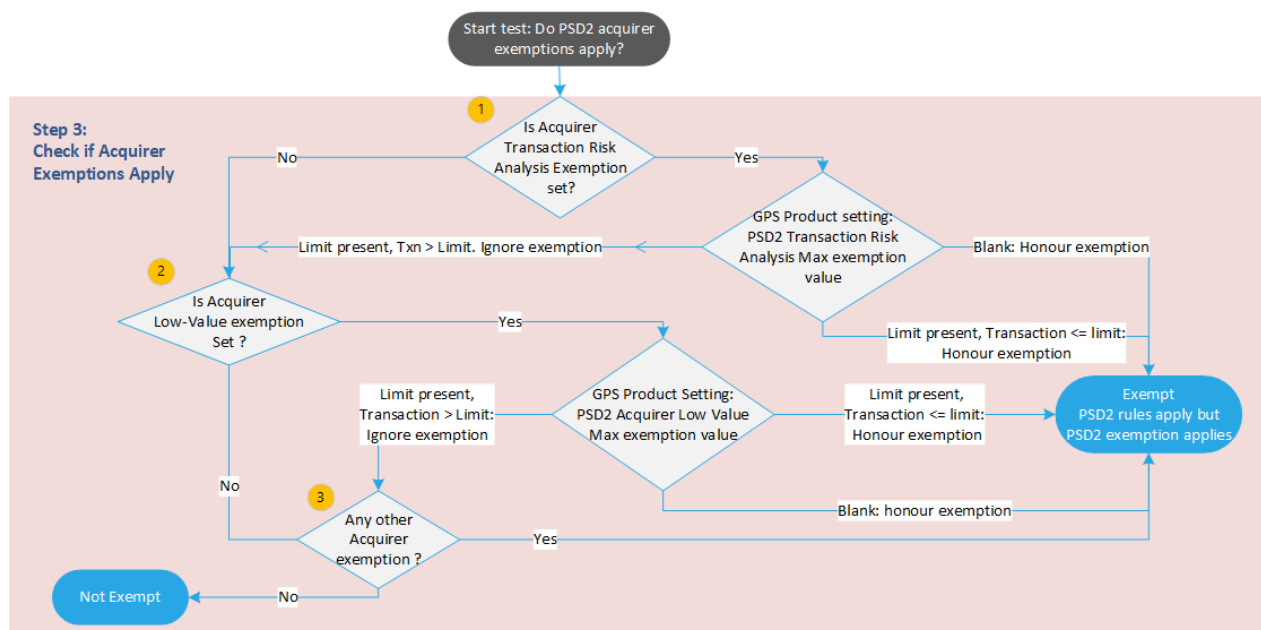 Start test: Do PSD2 acquirer
exemptions apply?
Step 3:
Check if Acquirer
Exemptions Apply
1
Is Acquirer
Transaction Risk
Analysis Exemption
set?
No
Yes
GPS Product setting:
PSD2 Transaction Risk
Analysis Max exemption
value
Limit present, Txn > Limit. Ignore exemption
Blank: Honour exemption
Limit present, Transaction <= limit:
Honour exemption
2
Is Acquirer
Low-Value exemption
Set ?
Yes
GPS Product Setting:
PSD2 Acquirer Low Value
Max exemption value
Limit present,
Transaction > Limit:
Ignore exemption
Limit present,
Transaction <= limit:
Honour exemption
Exempt
PSD2 rules apply but
PSD2 exemption applies
No
Blank: honour exemption
3
Any other
Acquirer
exemption ?
Yes
No
Not Exempt